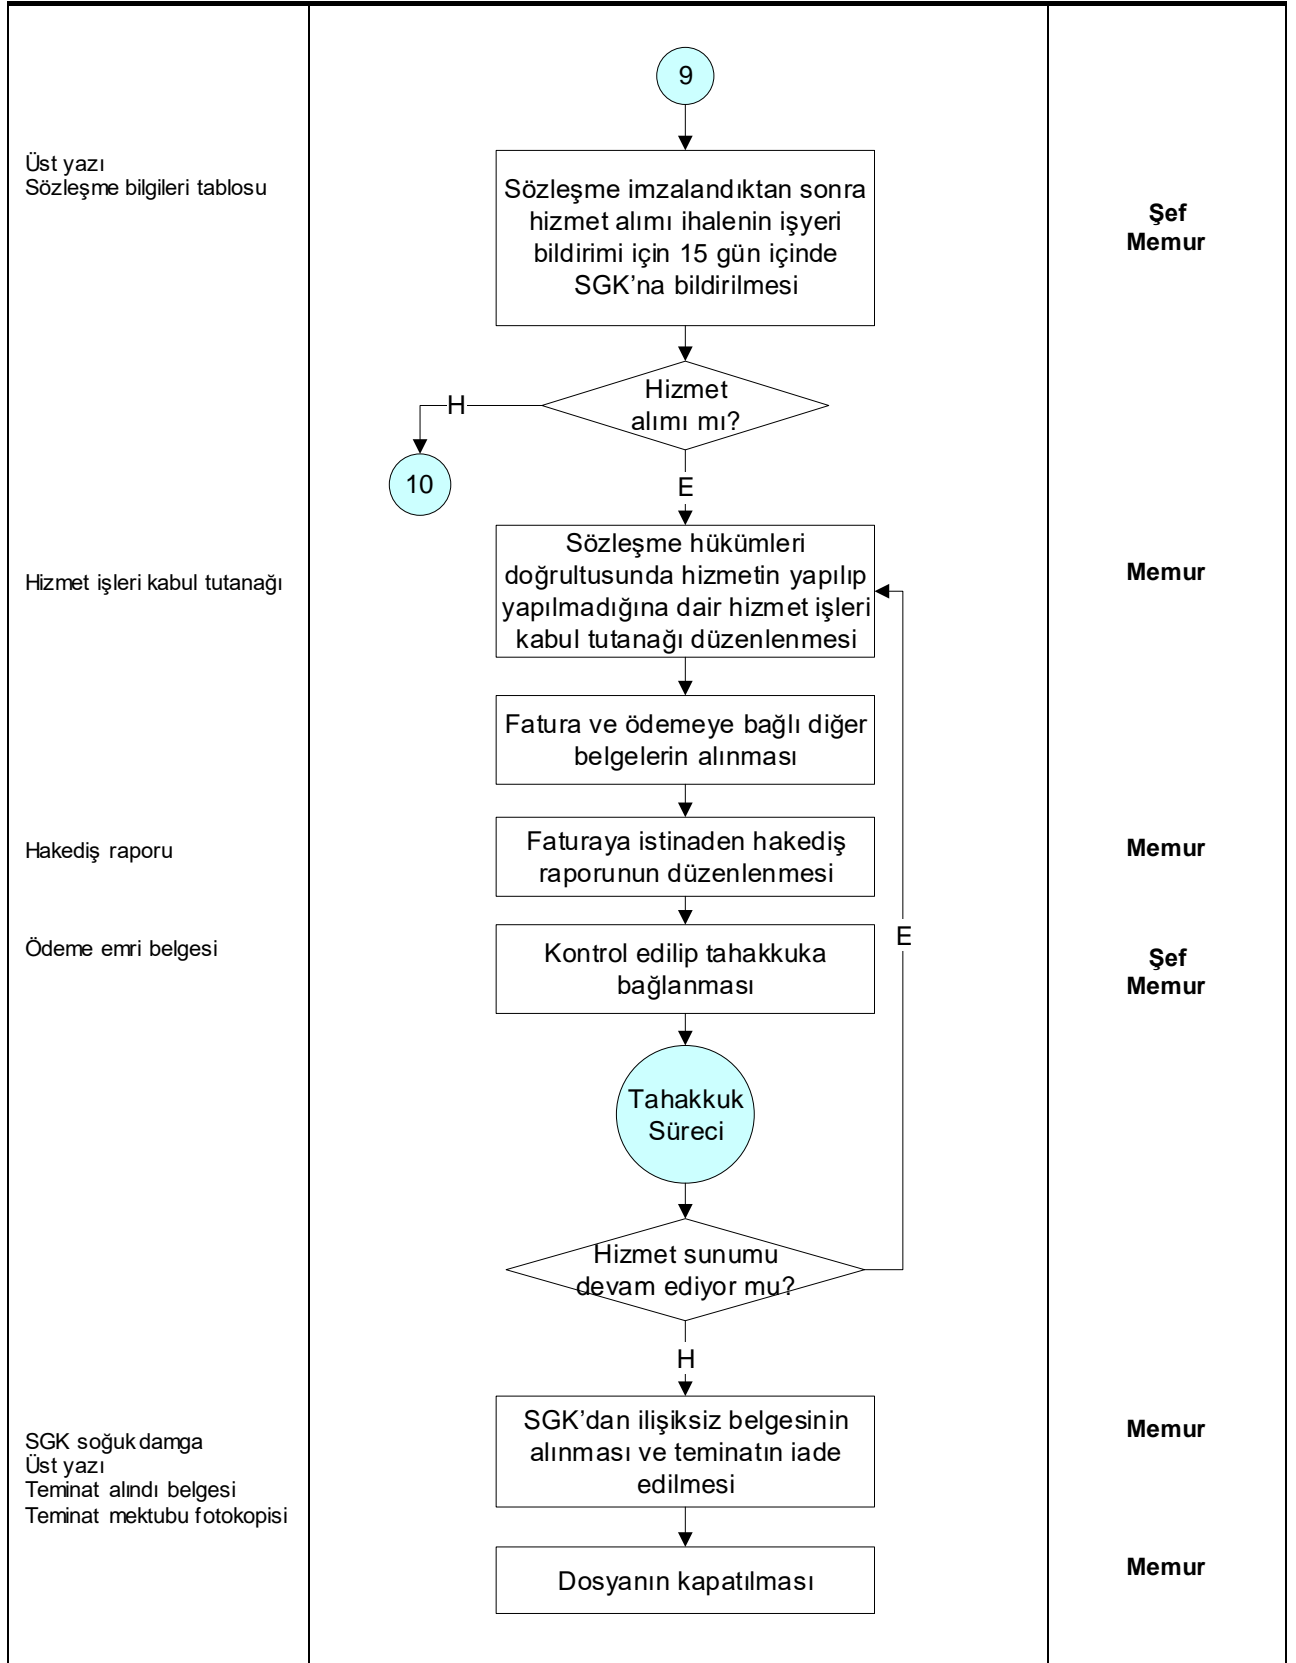 9
Üst yazı
Sözleşme bilgileri tablosu
Sözleşme imzalandıktan sonra
hizmet alımı ihalenin işyeri
bildirimi için 15 gün içinde
SGK’na bildirilmesi
Şef
Memur
Hizmet
alımı mı?
H
10
E
Hizmet işleri kabul tutanağı
Sözleşme hükümleri
doğrultusunda hizmetin yapılıp
yapılmadığına dair hizmet işleri
kabul tutanağı düzenlenmesi
Memur
Fatura ve ödemeye bağlı diğer
belgelerin alınması
Hakediş raporu
Faturaya istinaden hakediş
raporunun düzenlenmesi
Memur
Ödeme emri belgesi
Kontrol edilip tahakkuka
bağlanması
E
Şef
Memur
Tahakkuk
Süreci
Hizmet sunumu
devam ediyor mu?
H
SGK soğuk damga
Üst yazı
Teminat alındı belgesi
Teminat mektubu fotokopisi
SGK’dan ilişiksiz belgesinin
alınması ve teminatın iade
edilmesi
Memur
Dosyanın kapatılması
Memur